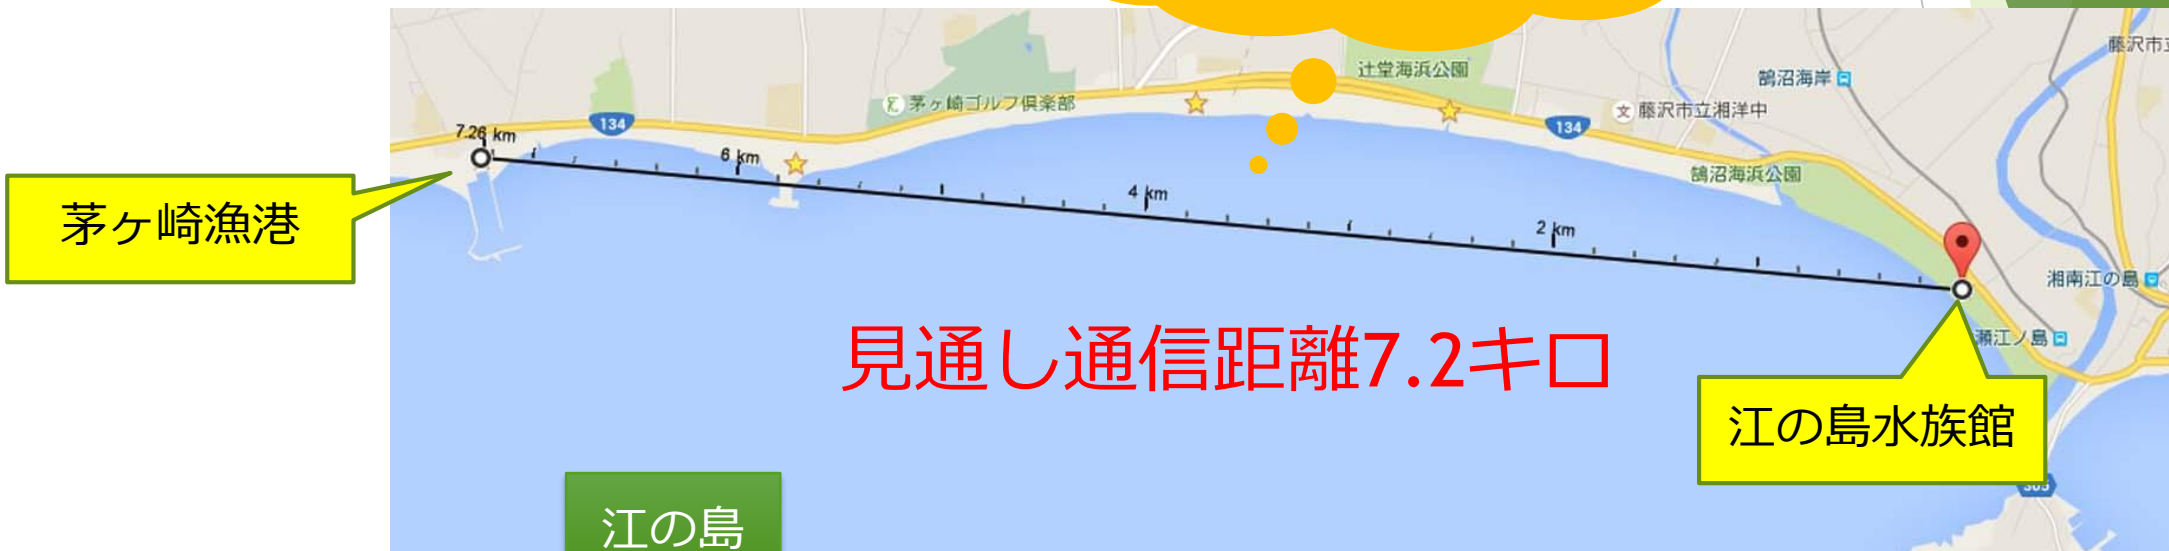 藤沢市立
辻堂海浜公園
鵠沼海岸
茅ヶ崎ゴルフ倶楽部
藤沢市立湘洋中
文
134
134
7.26 km
6 km
4 km
2 km
鵠沼海浜公園
茅ヶ崎漁港
湘南江の島
瀬江ノ島
見通し通信距離7.2キロ
江の島水族館
305
江の島